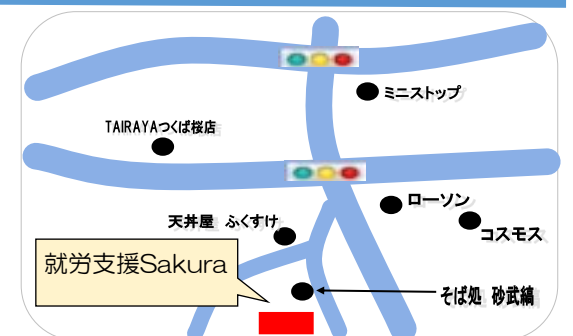 ミニストップ
TAIRAYAつくば桜店
ローソン
天丼屋 ふくすけ
コスモス
就労支援Sakura
そば処 砂武縞